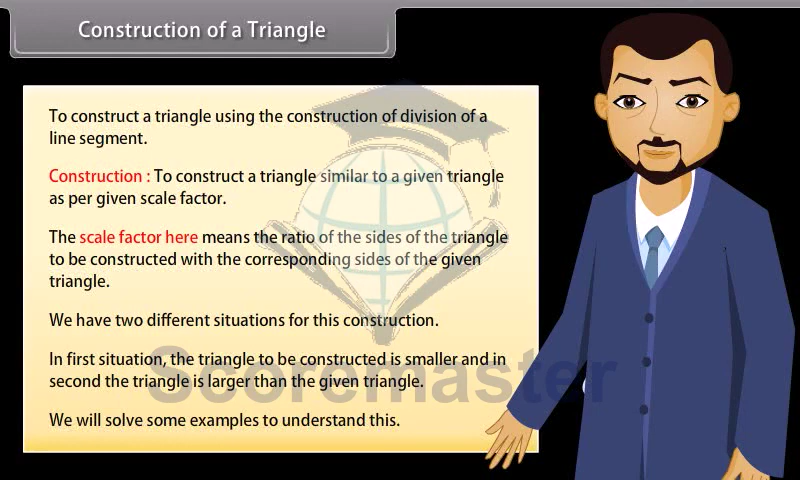 Construction of a Triangle
To construct a triangle using the construction of division of a
line segment.
Construction : To construct a triangle similar to a given triangle
as per given scale factor.
The scale factor here means the ratio of the sides of the triangle
to be constructed with the corresponding sides of the given
triangle.
We have two different situations for this construction.
In first situation, the triangle to be constructed is smaller and in
second the triangle is larger than the given triangle.
We will solve some examples to understand this.
Scoremaster